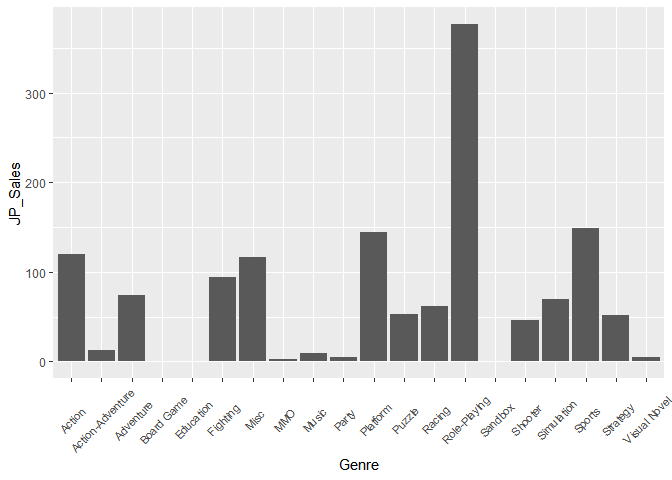 JP_Sales
300
200
100
0
Action
Action-Adventure
Adventure
Board Game
Education
Fighting
Misc
MMO
Music
Party
Platform
Puzzle
Racing
Role-Playing
Sandbox
Shooter
Simulation
Sports
Strategy
Visual Novel
Genre